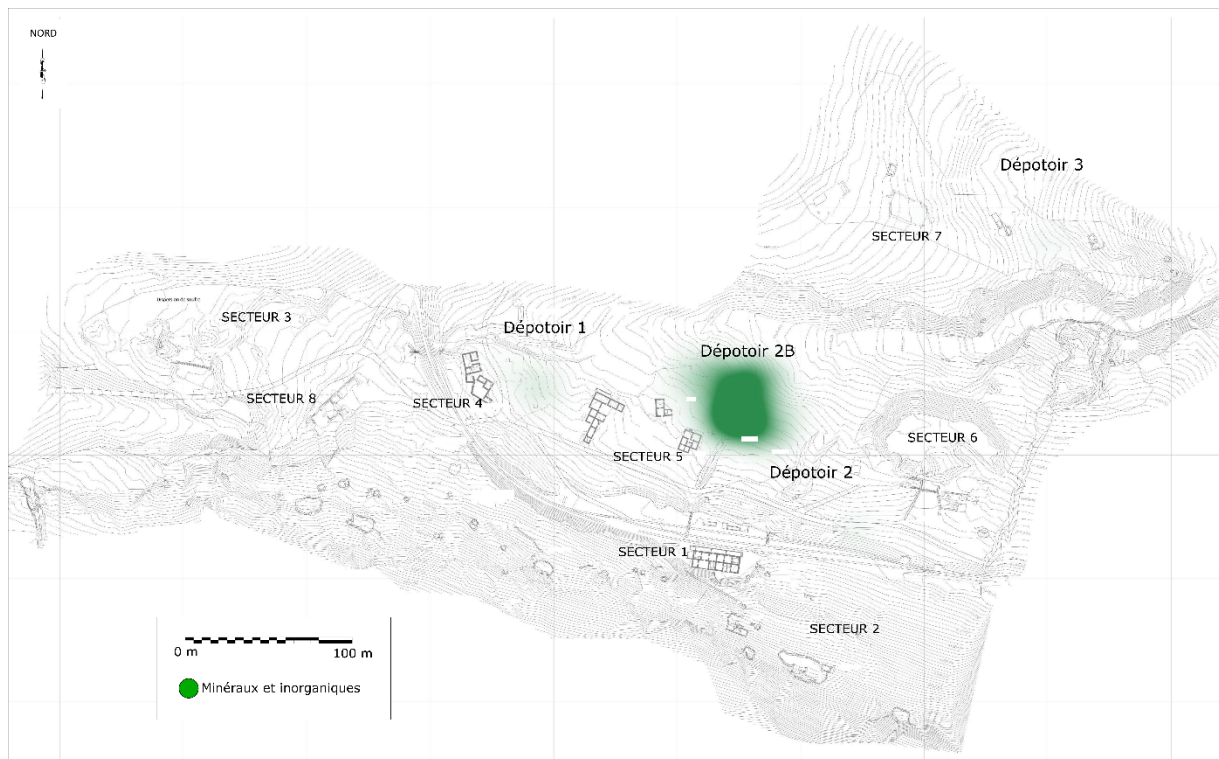 NORD
Dépotoir 3
SECTEUR 7
SECTEUR 3
Dépotoir 1
Dépotoir 2B
SECTEUR 8
SECTEUR 4
SECTEUR 6
SECTEUR 5
Dépotoir 2
SECTEUR 1
SECTEUR 2
0 m 100 m
Minéraux et inorganiques